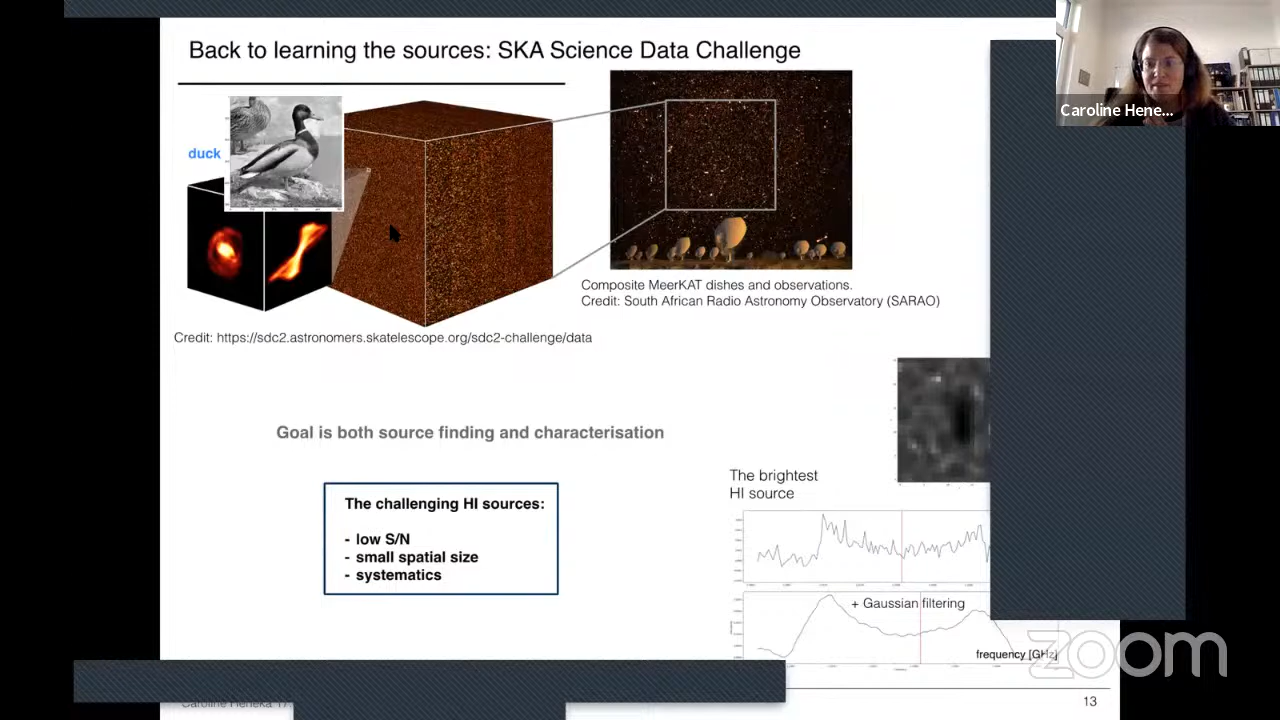 Back to learning the sources: SKA Science Data Challenge
Caroline Hene...
duck
Composite MeerKAT dishes and observations.
Credit: South African Radio Astronomy Observatory (SARAO)
Credit: https://sdc2.astronomers.skatelescope.org/sdc2-challenge/data
Goal is both source finding and characterisation
The challenging HI sources:
- low S/N
- small spatial size
- systematics
The brightest
HI source
+ Gaussian filtering
frequency [GHz]
zoom
Caroline Heneka 17
13